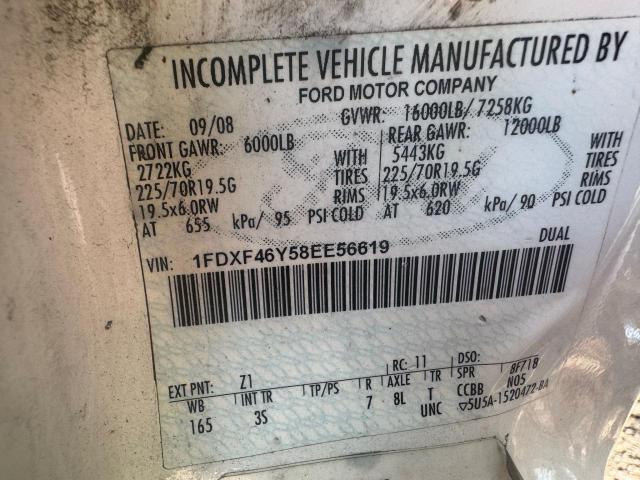 INCOMPLETE VEHICLE MANUFACTURED BY
FORD MOTOR COMPANY
DATE: 09/08 GVWR: 16000LB/ 7258KG
FRONT GAWR: 6000LB REAR GAWR: 12000LB
2722KG WITH 5443KG WITH
225/70R19.5G TIRES 225/70R19.5G TIRES
19.5x6.0RW RIMS 19.5x6.0RW RIMS
AT 655 kPa/ 95 PSI COLD AT 620 kPa/ 90 PSI COLD
VIN: 1FDXF46Y58EE56619 DUAL
EXT PNT: Z1 RC: 11 DSO:
WB INT TR TP/PS R AXLE TR SPR 8F71B
165 3S 7 8L T CCBB N05
UNC ▽5U5A-1520472-BA